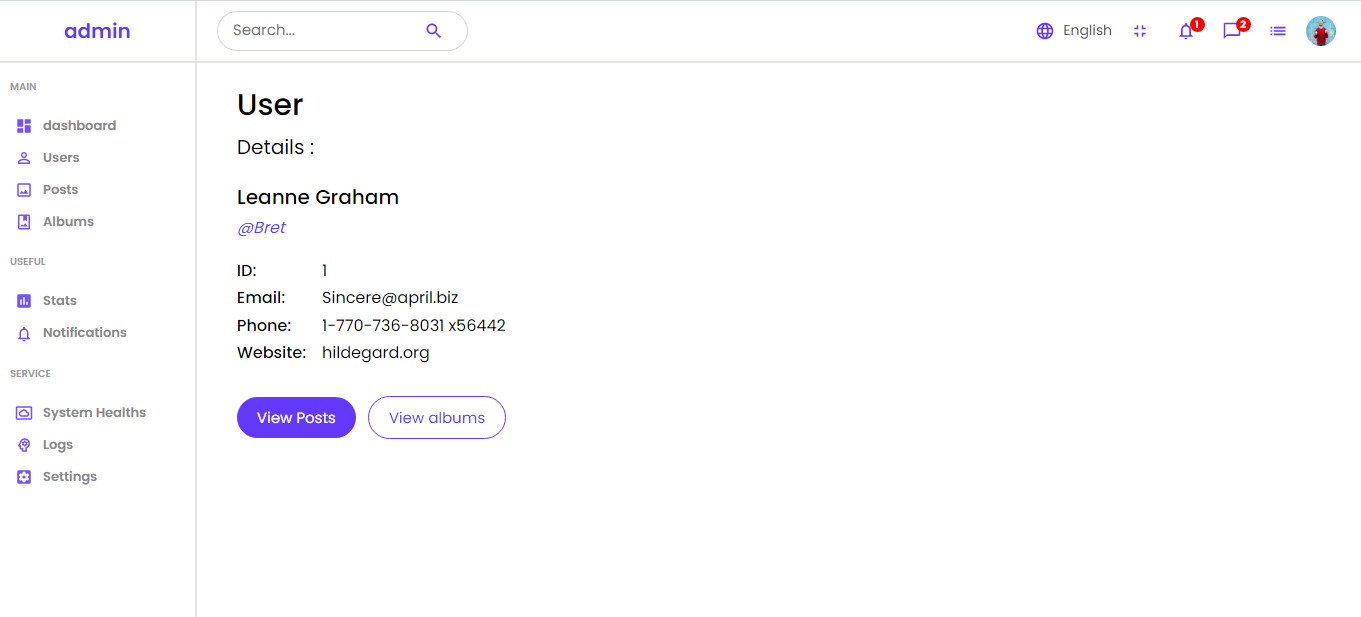 admin
Search...
English
1
2
MAIN
dashboard
Users
Posts
Albums
USEFUL
Stats
Notifications
SERVICE
System Healths
Logs
Settings
User
Details :
Leanne Graham
@Bret
ID: 1
Email: Sincere@april.biz
Phone: 1-770-736-8031 x56442
Website: hildegard.org
View Posts View albums